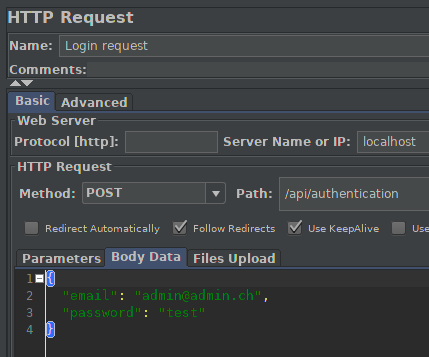 HTTP Request
Name: Login request
Comments:
Basic Advanced
Web Server
Protocol [http]: Server Name or IP: localhost
HTTP Request
Method: POST Path: /api/authentication
Redirect Automatically Follow Redirects Use KeepAlive Use
Parameters Body Data Files Upload
1 {
2 "email": "admin@admin.ch",
3 "password": "test"
4 }